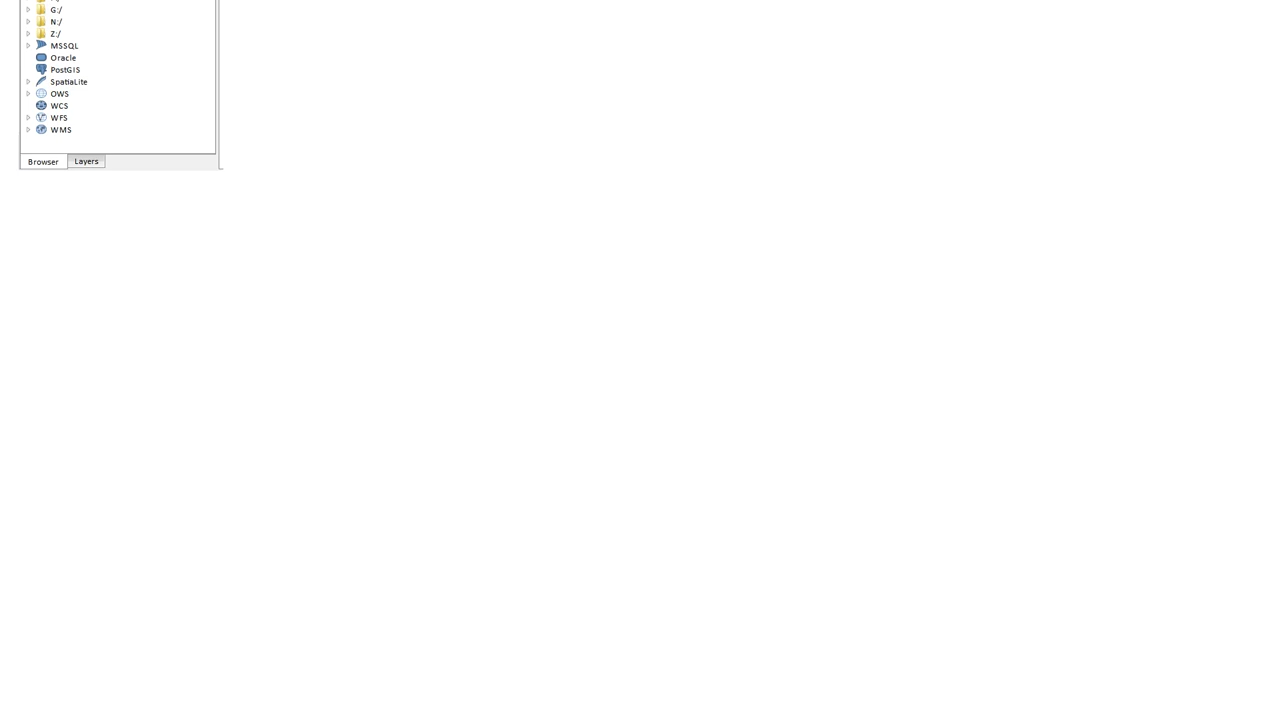 G:/
N:/
Z:/
MSSQL
Oracle
PostGIS
SpatiaLite
OWS
WCS
WFS
WMS
Browser Layers